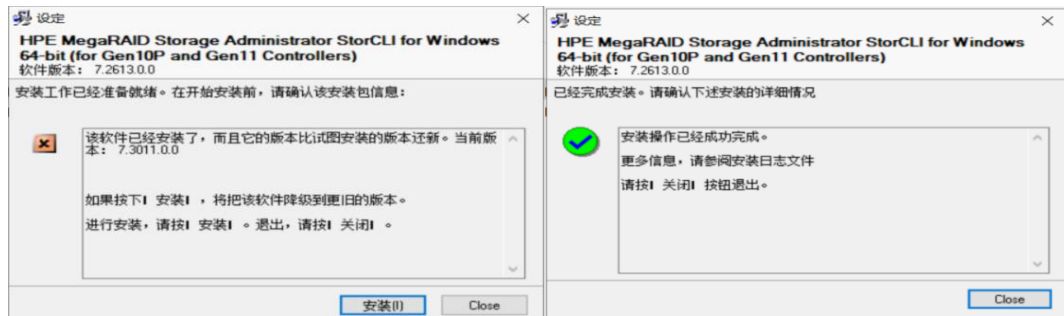 设定
HPE MegaRAID Storage Administrator StorCLI for Windows
64-bit (for Gen10P and Gen11 Controllers)
软件版本： 7.2613.0.0
安装工作已经准备就绪。在开始安装前，请确认该安装包信息：
该软件已经安装了，而且它的版本比试图安装的版本还新。当前版
本： 7.3011.0.0
如果按下I 安装I ，将把该软件降级到更旧的版本。
进行安装，请按I 安装I 。退出，请按I 关闭I 。
安装(I)
Close
设定
HPE MegaRAID Storage Administrator StorCLI for Windows
64-bit (for Gen10P and Gen11 Controllers)
软件版本： 7.2613.0.0
已经完成安装。请确认下述安装的详细情况
安装操作已经成功完成。
更多信息，请参阅安装日志文件
请按I 关闭I 按钮退出。
Close